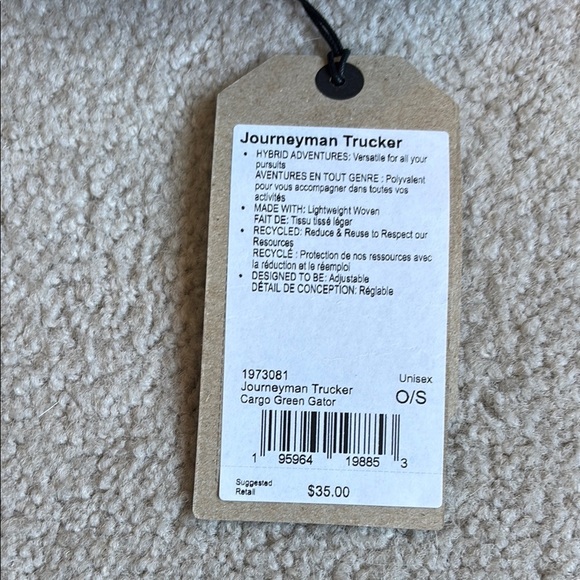 Journeyman Trucker
• HYBRID ADVENTURES: Versatile for all your
pursuits
AVENTURES EN TOUT GENRE : Polyvalent
pour vous accompagner dans toutes vos
activités
• MADE WITH: Lightweight Woven
FAIT DE: Tissu tissé léger
• RECYCLED: Reduce & Reuse to Respect our
Resources
RECYCLÉ : Protection de nos ressources avec
la réduction et le réemploi
• DESIGNED TO BE: Adjustable
DÉTAIL DE CONCEPTION: Réglable
1973081
Journeyman Trucker
Cargo Green Gator
Unisex
O/S
1 95964 19885 3
Suggested
Retail
$35.00